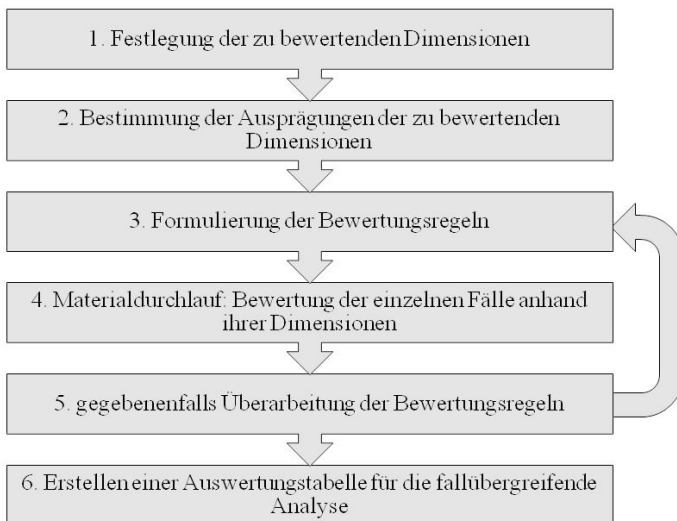 1. Festlegung der zu bewertenden Dimensionen
2. Bestimmung der Ausprägungen der zu bewertenden
Dimensionen
3. Formulierung der Bewertungsregeln
4. Materialdurchlauf: Bewertung der einzelnen Fälle anhand
ihrer Dimensionen
5. gegebenenfalls Überarbeitung der Bewertungsregeln
6. Erstellen einer Auswertungstabelle für die fallübergreifende
Analyse